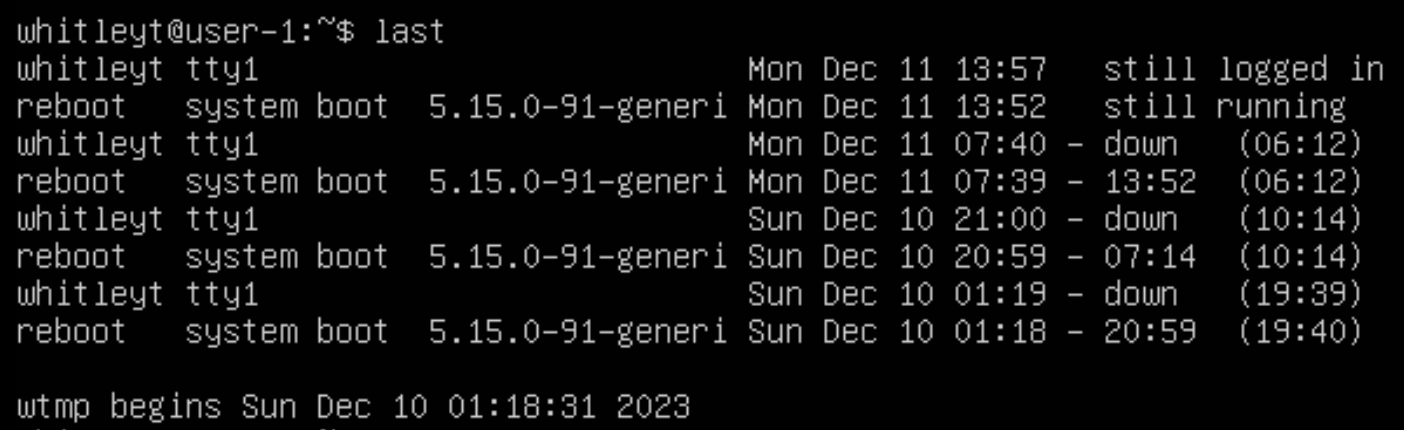 whitleyt@user-1:~$ last
whitleyt tty1                          Mon Dec 11 13:57   still logged in
reboot   system boot  5.15.0-91-generi Mon Dec 11 13:52   still running
whitleyt tty1                          Mon Dec 11 07:40 - down   (06:12)
reboot   system boot  5.15.0-91-generi Mon Dec 11 07:39 - 13:52  (06:12)
whitleyt tty1                          Sun Dec 10 21:00 - down   (10:14)
reboot   system boot  5.15.0-91-generi Sun Dec 10 20:59 - 07:14  (10:14)
whitleyt tty1                          Sun Dec 10 01:19 - down   (19:39)
reboot   system boot  5.15.0-91-generi Sun Dec 10 01:18 - 20:59  (19:40)

wtmp begins Sun Dec 10 01:18:31 2023